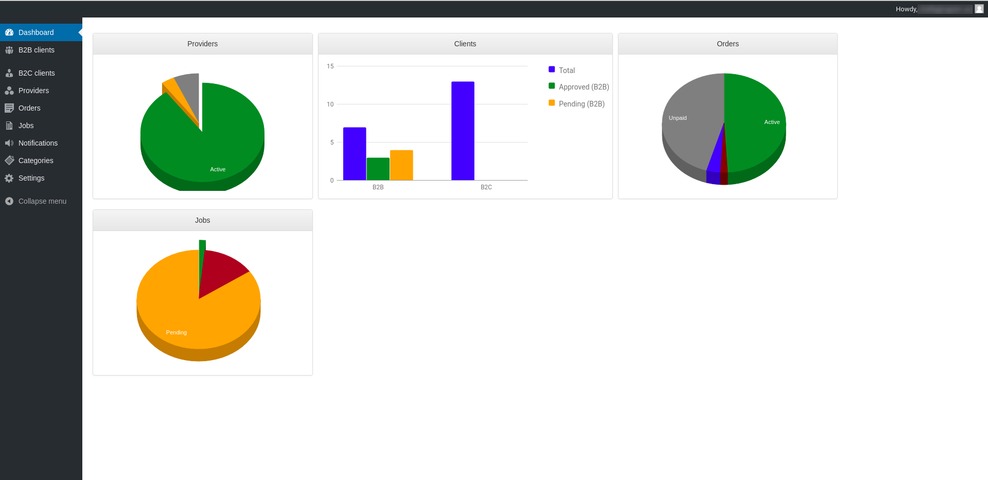 Howdy,
Dashboard
B2B clients
B2C clients
Providers
Orders
Jobs
Notifications
Categories
Settings
Collapse menu
Providers
Active
Clients
15
10
5
0
B2B
B2C
Total
Approved (B2B)
Pending (B2B)
Orders
Unpaid
Active
Jobs
Pending